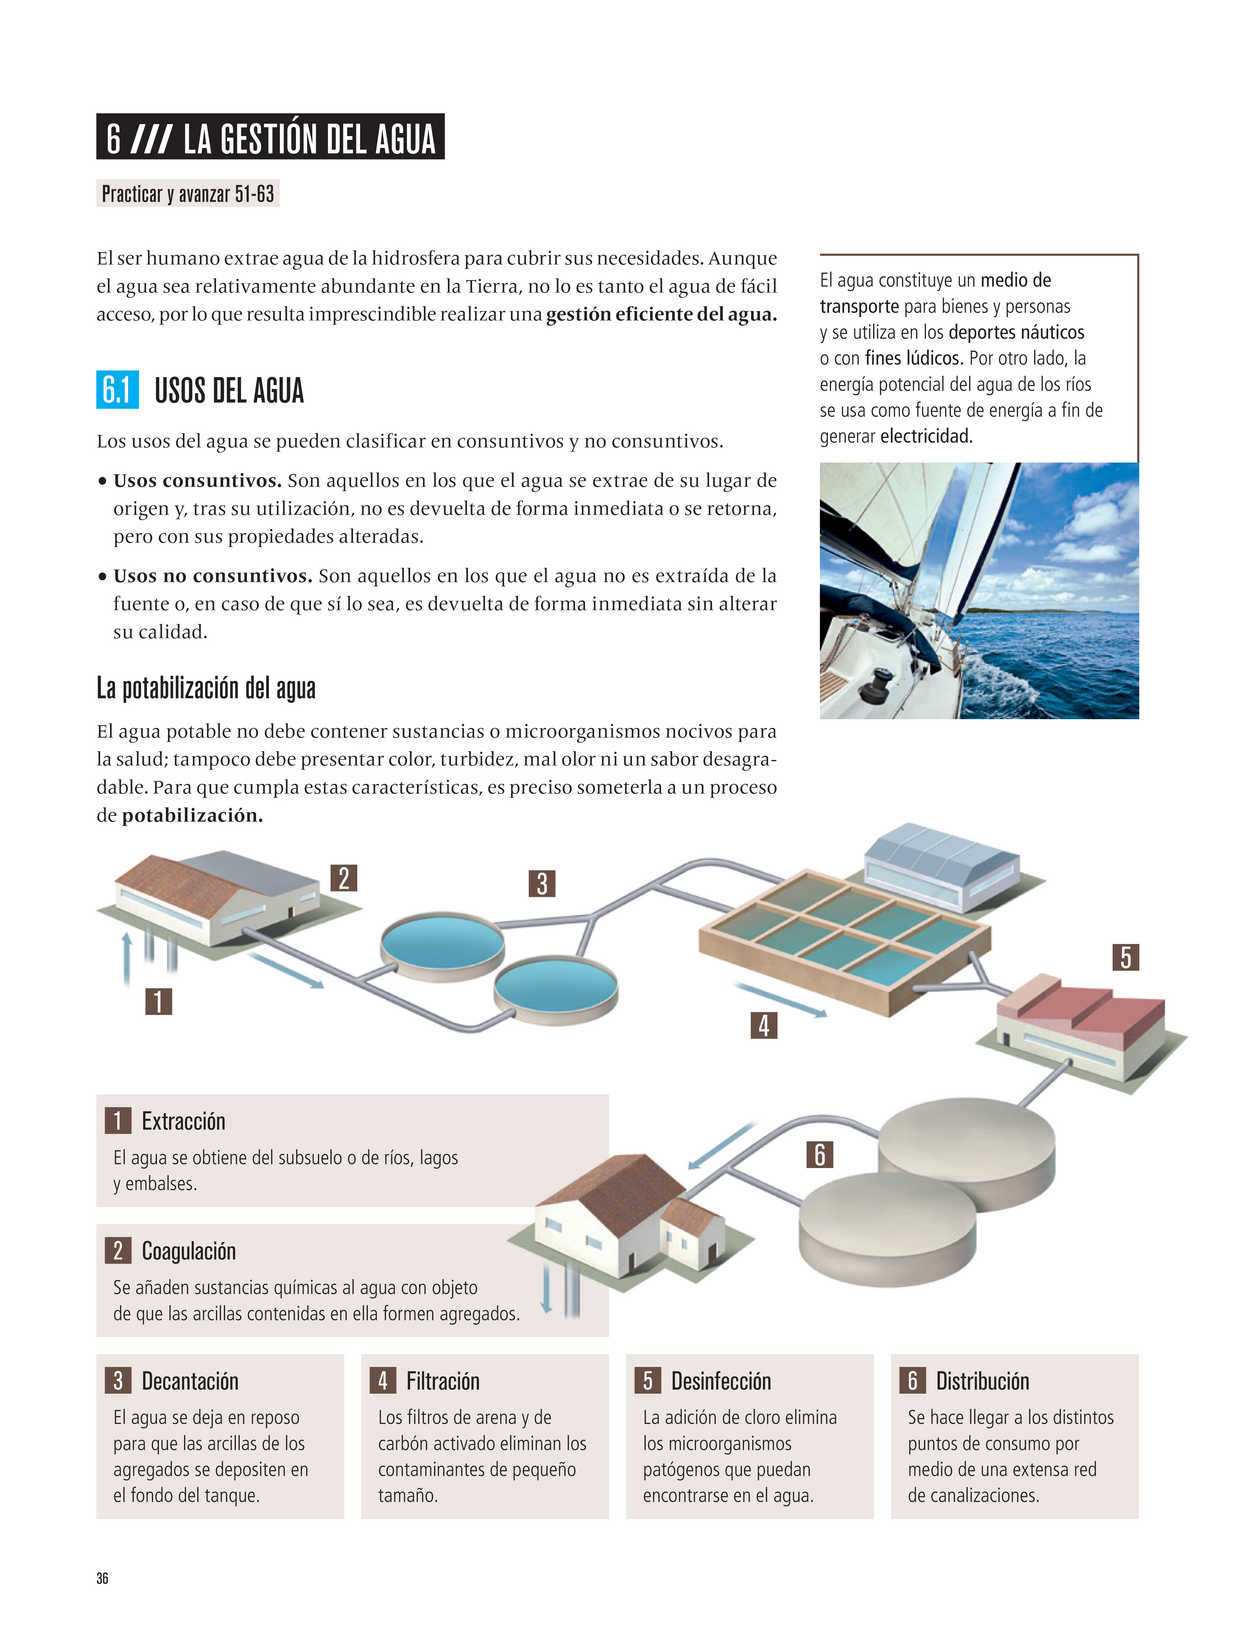 6 /// LA GESTIÓN DEL AGUA
Practicar y avanzar 51-63
El ser humano extrae agua de la hidrosfera para cubrir sus necesidades. Aunque
el agua sea relativamente abundante en la Tierra, no lo es tanto el agua de fácil
acceso, por lo que resulta imprescindible realizar una gestión eficiente del agua.
6.1 USOS DEL AGUA
Los usos del agua se pueden clasificar en consuntivos y no consuntivos.
• Usos consuntivos. Son aquellos en los que el agua se extrae de su lugar de
origen y, tras su utilización, no es devuelta de forma inmediata o se retorna,
pero con sus propiedades alteradas.
• Usos no consuntivos. Son aquellos en los que el agua no es extraída de la
fuente o, en caso de que sí lo sea, es devuelta de forma inmediata sin alterar
su calidad.
La potabilización del agua
El agua potable no debe contener sustancias o microorganismos nocivos para
la salud; tampoco debe presentar color, turbidez, mal olor ni un sabor desagra-
dable. Para que cumpla estas características, es preciso someterla a un proceso
de potabilización.
El agua constituye un medio de
transporte para bienes y personas
y se utiliza en los deportes náuticos
o con fines lúdicos. Por otro lado, la
energía potencial del agua de los ríos
se usa como fuente de energía a fin de
generar electricidad.
2
3
5
1
4
6
1 Extracción
El agua se obtiene del subsuelo o de ríos, lagos
y embalses.
2 Coagulación
Se añaden sustancias químicas al agua con objeto
de que las arcillas contenidas en ella formen agregados.
3 Decantación
El agua se deja en reposo
para que las arcillas de los
agregados se depositen en
el fondo del tanque.
4 Filtración
Los filtros de arena y de
carbón activado eliminan los
contaminantes de pequeño
tamaño.
5 Desinfección
La adición de cloro elimina
los microorganismos
patógenos que puedan
encontrarse en el agua.
6 Distribución
Se hace llegar a los distintos
puntos de consumo por
medio de una extensa red
de canalizaciones.
36